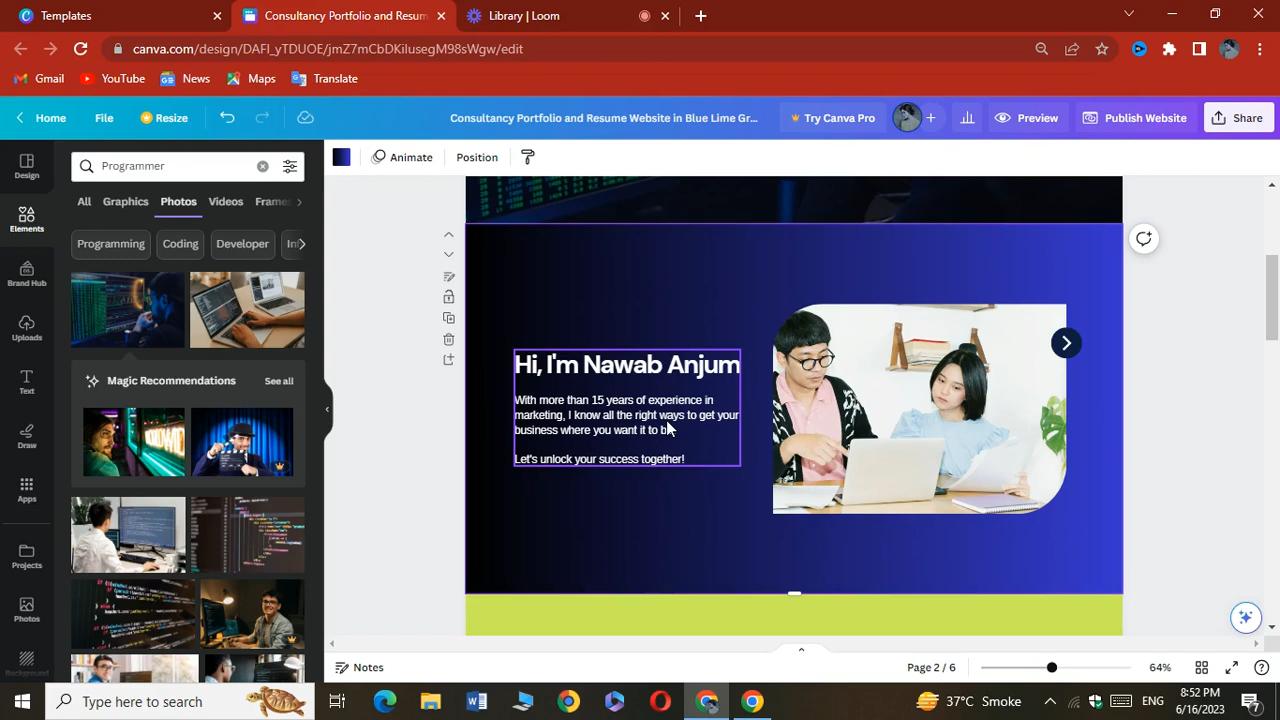 Templates
Consultancy Portfolio and Resum
Library | Loom
canva.com/design/DAFl_yTDUOE/jmZ7mCbDKilusegM98sWgw/edit
Gmail
YouTube
News
Maps
Translate
Home
File
Resize
Consultancy Portfolio and Resume Website in Blue Lime Gr...
Try Canva Pro
Preview
Publish Website
Share
Design
Elements
Brand Hub
Uploads
Text
Draw
Apps
Projects
Photos
Background
Programmer
All
Graphics
Photos
Videos
Frames
Programming
Coding
Developer
Magic Recommendations
See all
Animate
Position
Hi, I'm Nawab Anjum
With more than 15 years of experience in
marketing, I know all the right ways to get your
business where you want it to b
Let's unlock your success together!
Notes
Page 2 / 6
64%
Type here to search
37°C Smoke
ENG
8:52 PM
6/16/2023
7